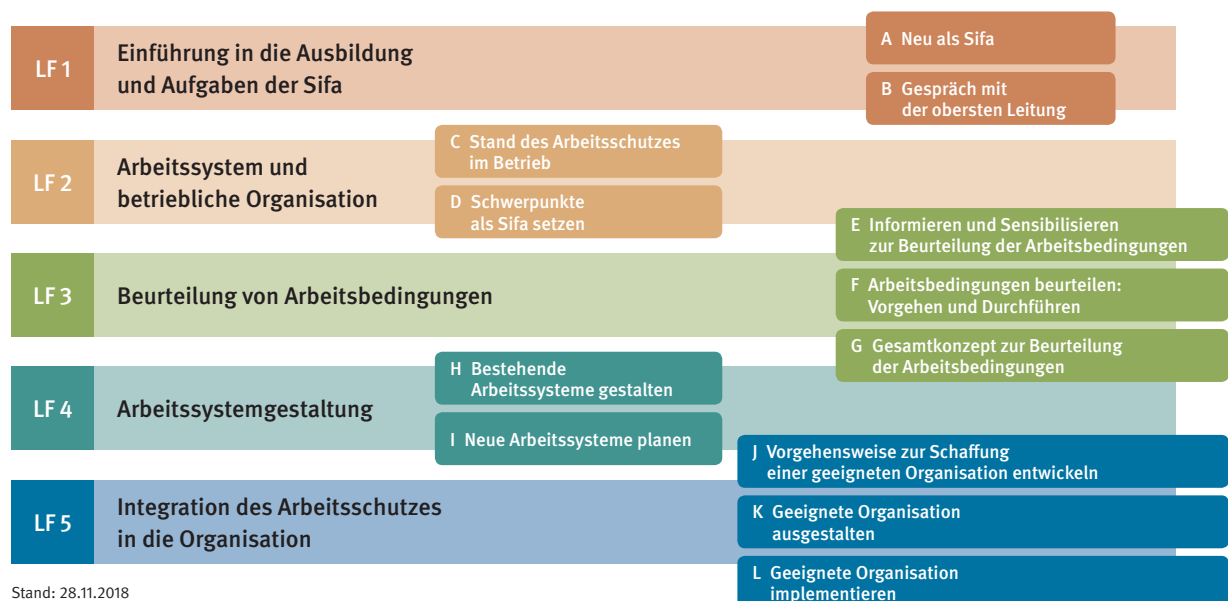 LF 1
Einführung in die Ausbildung
und Aufgaben der Sifa
A Neu als Sifa
B Gespräch mit
der obersten Leitung
LF 2
Arbeitssystem und
betriebliche Organisation
C Stand des Arbeitsschutzes
im Betrieb
D Schwerpunkte
als Sifa setzen
LF 3
Beurteilung von Arbeitsbedingungen
E Informieren und Sensibilisieren
zur Beurteilung der Arbeitsbedingungen
F Arbeitsbedingungen beurteilen:
Vorgehen und Durchführen
G Gesamtkonzept zur Beurteilung
der Arbeitsbedingungen
LF 4
Arbeitssystemgestaltung
H Bestehende
Arbeitssysteme gestalten
I Neue Arbeitssysteme planen
LF 5
Integration des Arbeitsschutzes
in die Organisation
J Vorgehensweise zur Schaffung
einer geeigneten Organisation entwickeln
K Geeignete Organisation
ausgestalten
L Geeignete Organisation
implementieren
Stand: 28.11.2018